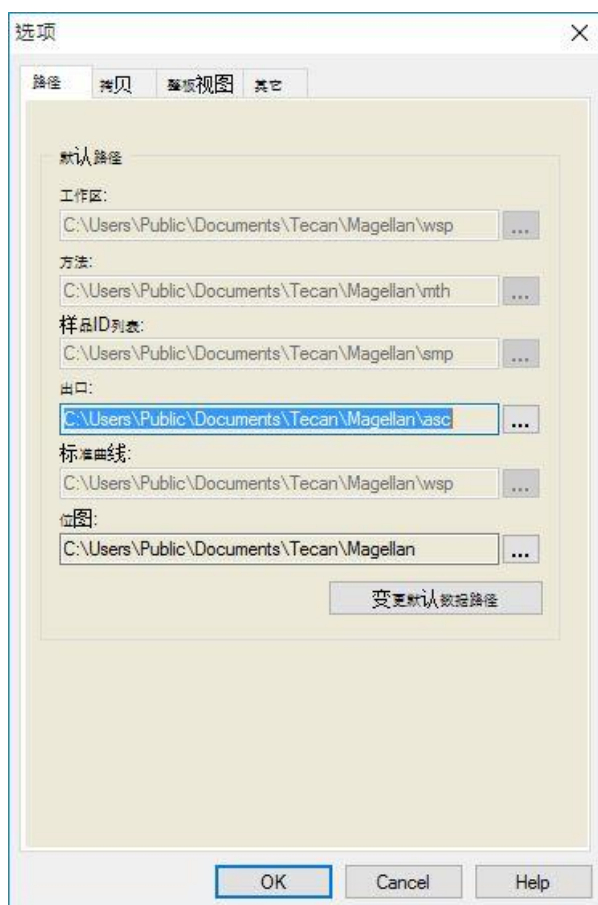 选项
路径 拷贝 整板视图 其它
默认路径
工作区:
C:\Users\Public\Documents\Tecan\Magellan\wsp ...
方法:
C:\Users\Public\Documents\Tecan\Magellan\mth ...
样品ID列表:
C:\Users\Public\Documents\Tecan\Magellan\smp ...
出口:
C:\Users\Public\Documents\Tecan\Magellan\asc ...
标准曲线:
C:\Users\Public\Documents\Tecan\Magellan\wsp ...
位图:
C:\Users\Public\Documents\Tecan\Magellan ...
变更默认数据路径
OK Cancel Help